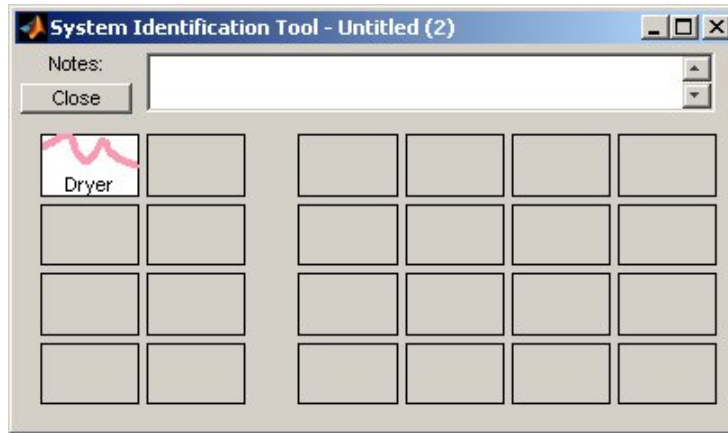 System Identification Tool - Untitled (2)
Notes:
Close
Dryer